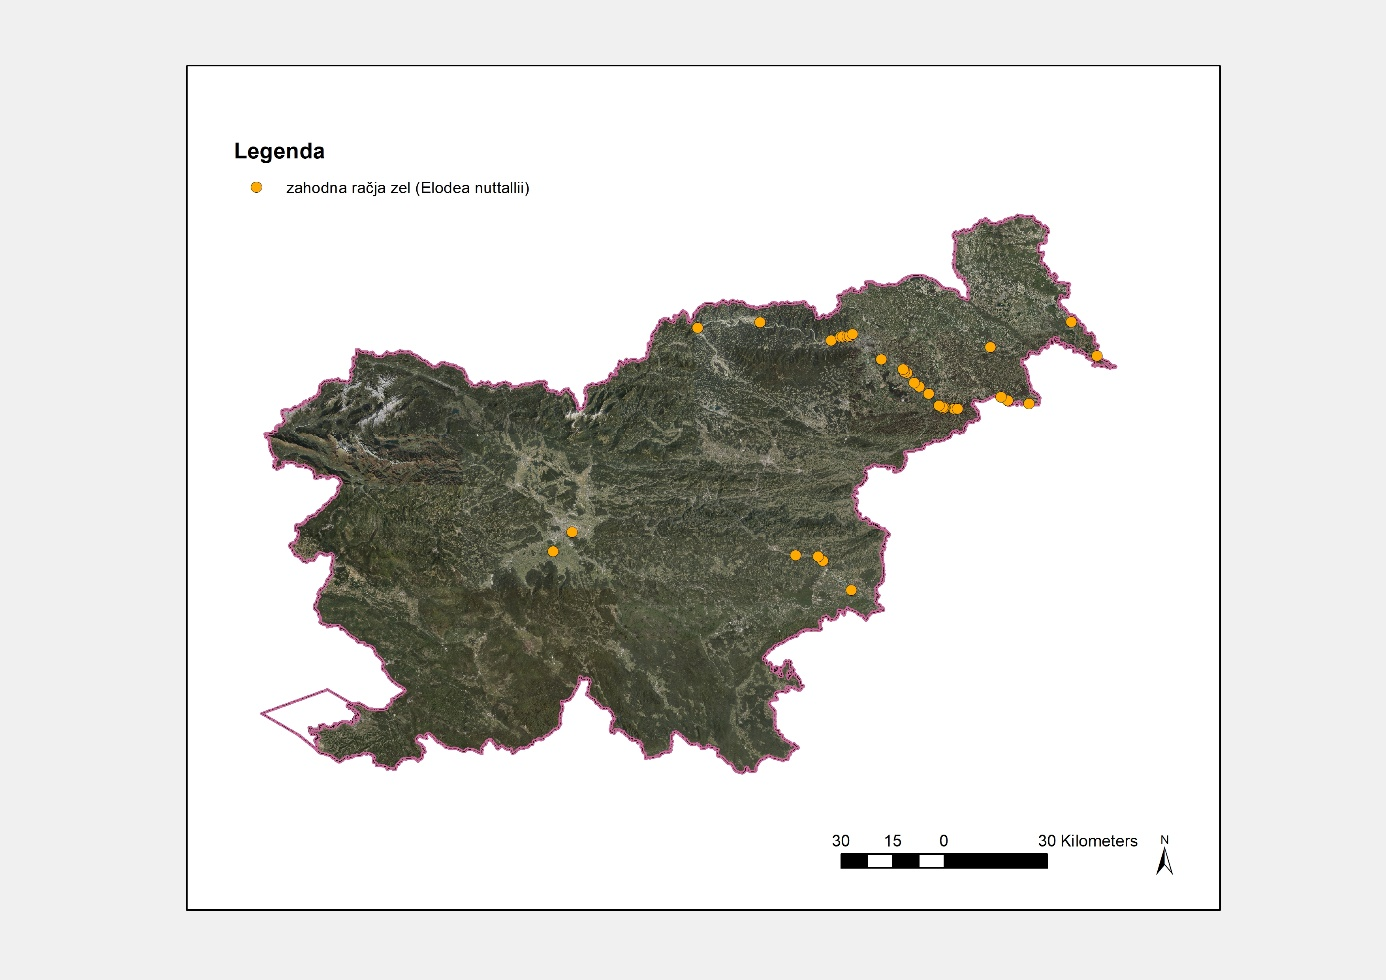 Legenda
zahodna račja zel (Elodea nuttallii)
30 15 0 30 Kilometers
N